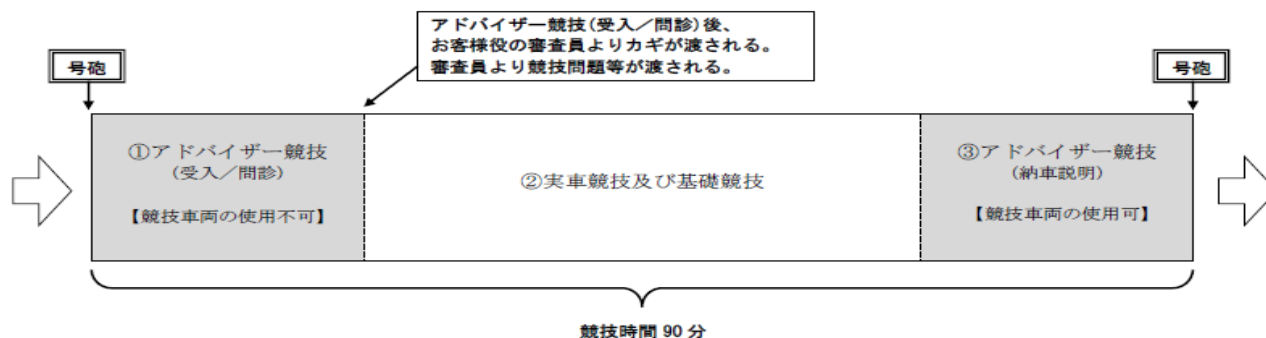 アドバイザー競技(受入／問診)後、
お客様役の審査員よりカギが渡される。
審査員より競技問題等が渡される。
号砲
号砲
①アドバイザー競技
(受入／問診)
【競技車両の使用不可】
②実車競技及び基礎競技
③アドバイザー競技
(納車説明)
【競技車両の使用可】
競技時間 90 分